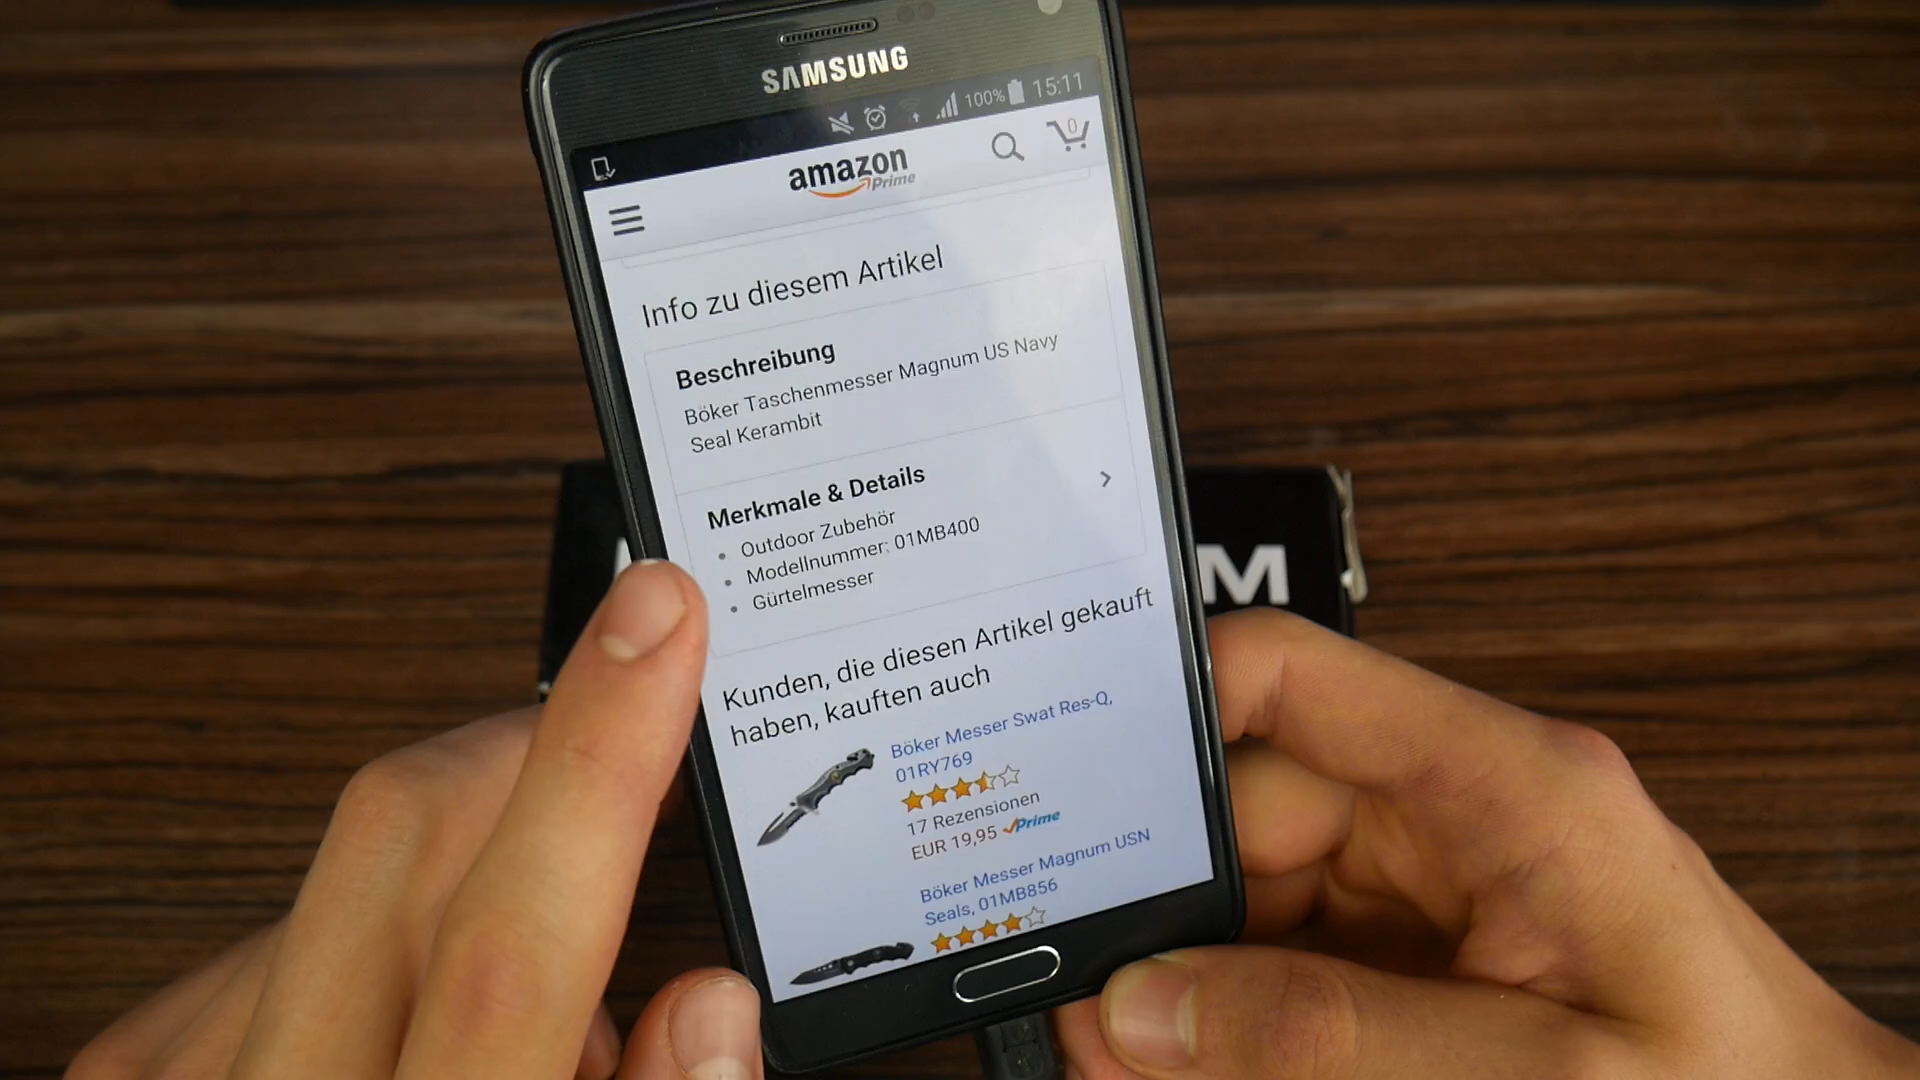 SAMSUNG
100% 15:11
amazon
Prime
0
Info zu diesem Artikel
Beschreibung
Böker Taschenmesser Magnum US Navy
Seal Kerambit
Merkmale & Details
• Outdoor Zubehör
• Modellnummer: 01MB400
• Gürtelmesser
Kunden, die diesen Artikel gekauft
haben, kauften auch
Böker Messer Swat Res-Q,
01RY769
17 Rezensionen
EUR 19,95 Prime
Böker Messer Magnum USN
Seals, 01MB856
M